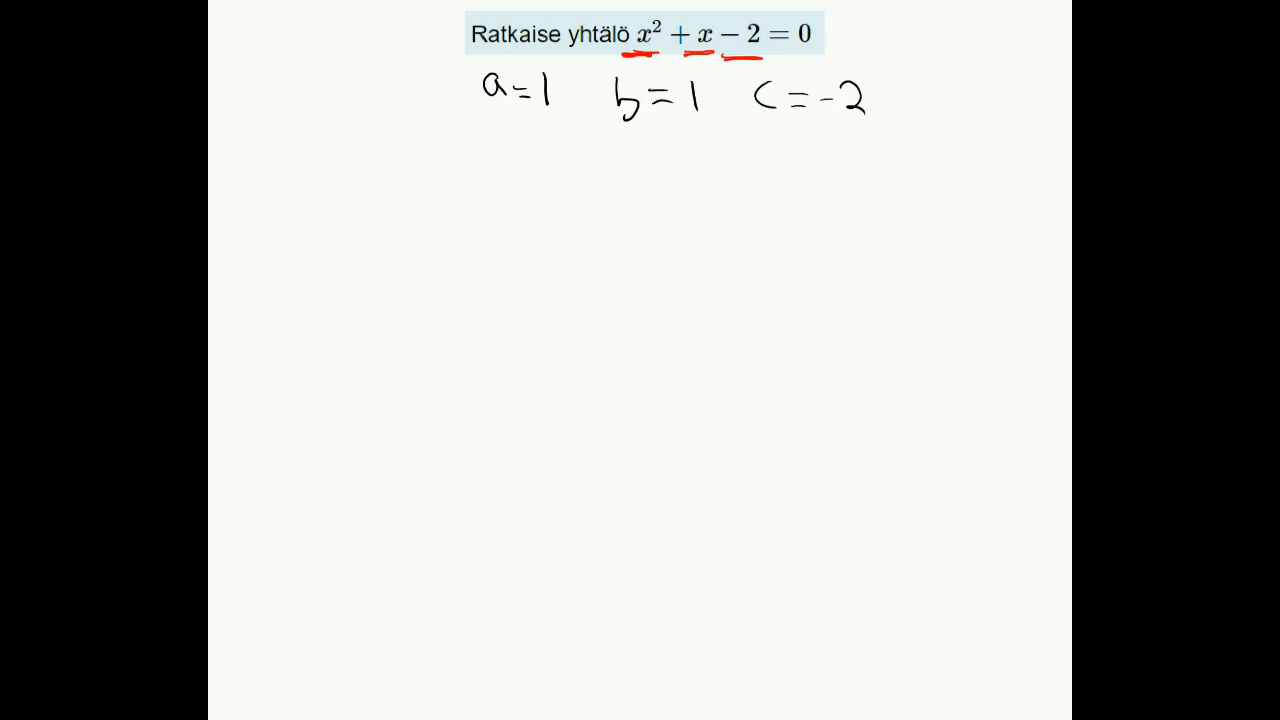 Ratkaise yhtälö x² + x − 2 = 0
a=1 b=1 c=-2